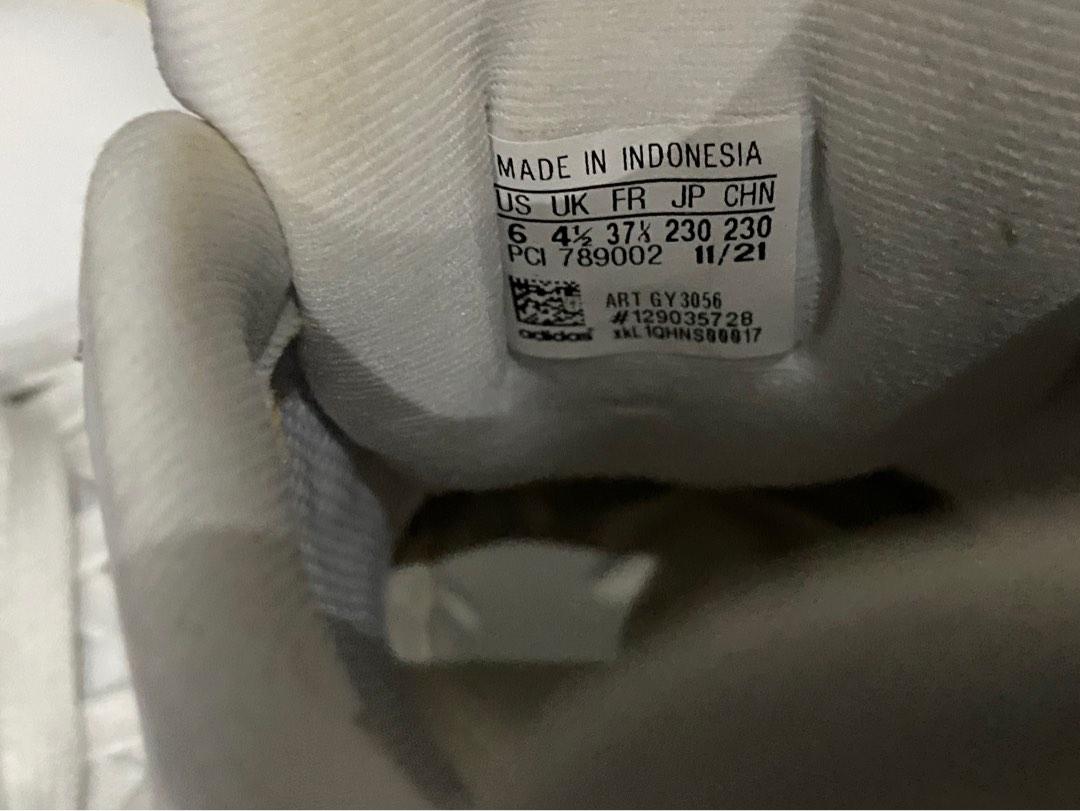 MADE IN INDONESIA
US UK FR JP CHN
6 4½ 37⅓ 230 230
PCI 789002 11/21
ART GY3056
#129035728
adidas xkL1QHNS00017